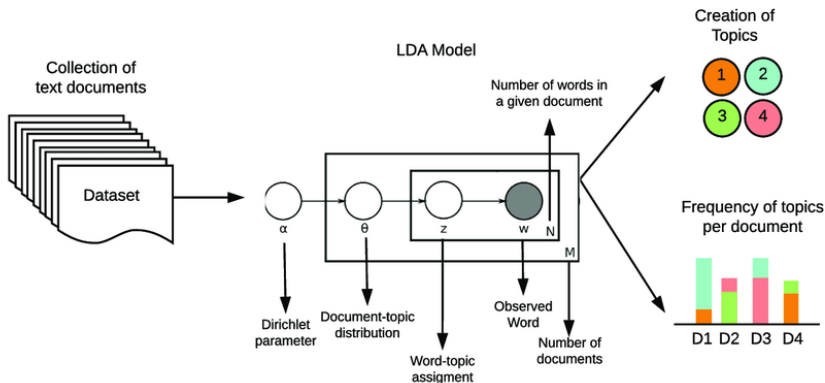 Collection of
text documents
Dataset
LDA Model
Number of words in
a given document
α
θ
z
w
N
M
Dirichlet
parameter
Document-topic
distribution
Word-topic
assigment
Observed
Word
Number of
documents
Creation of
Topics
1
2
3
4
Frequency of topics
per document
D1 D2 D3 D4